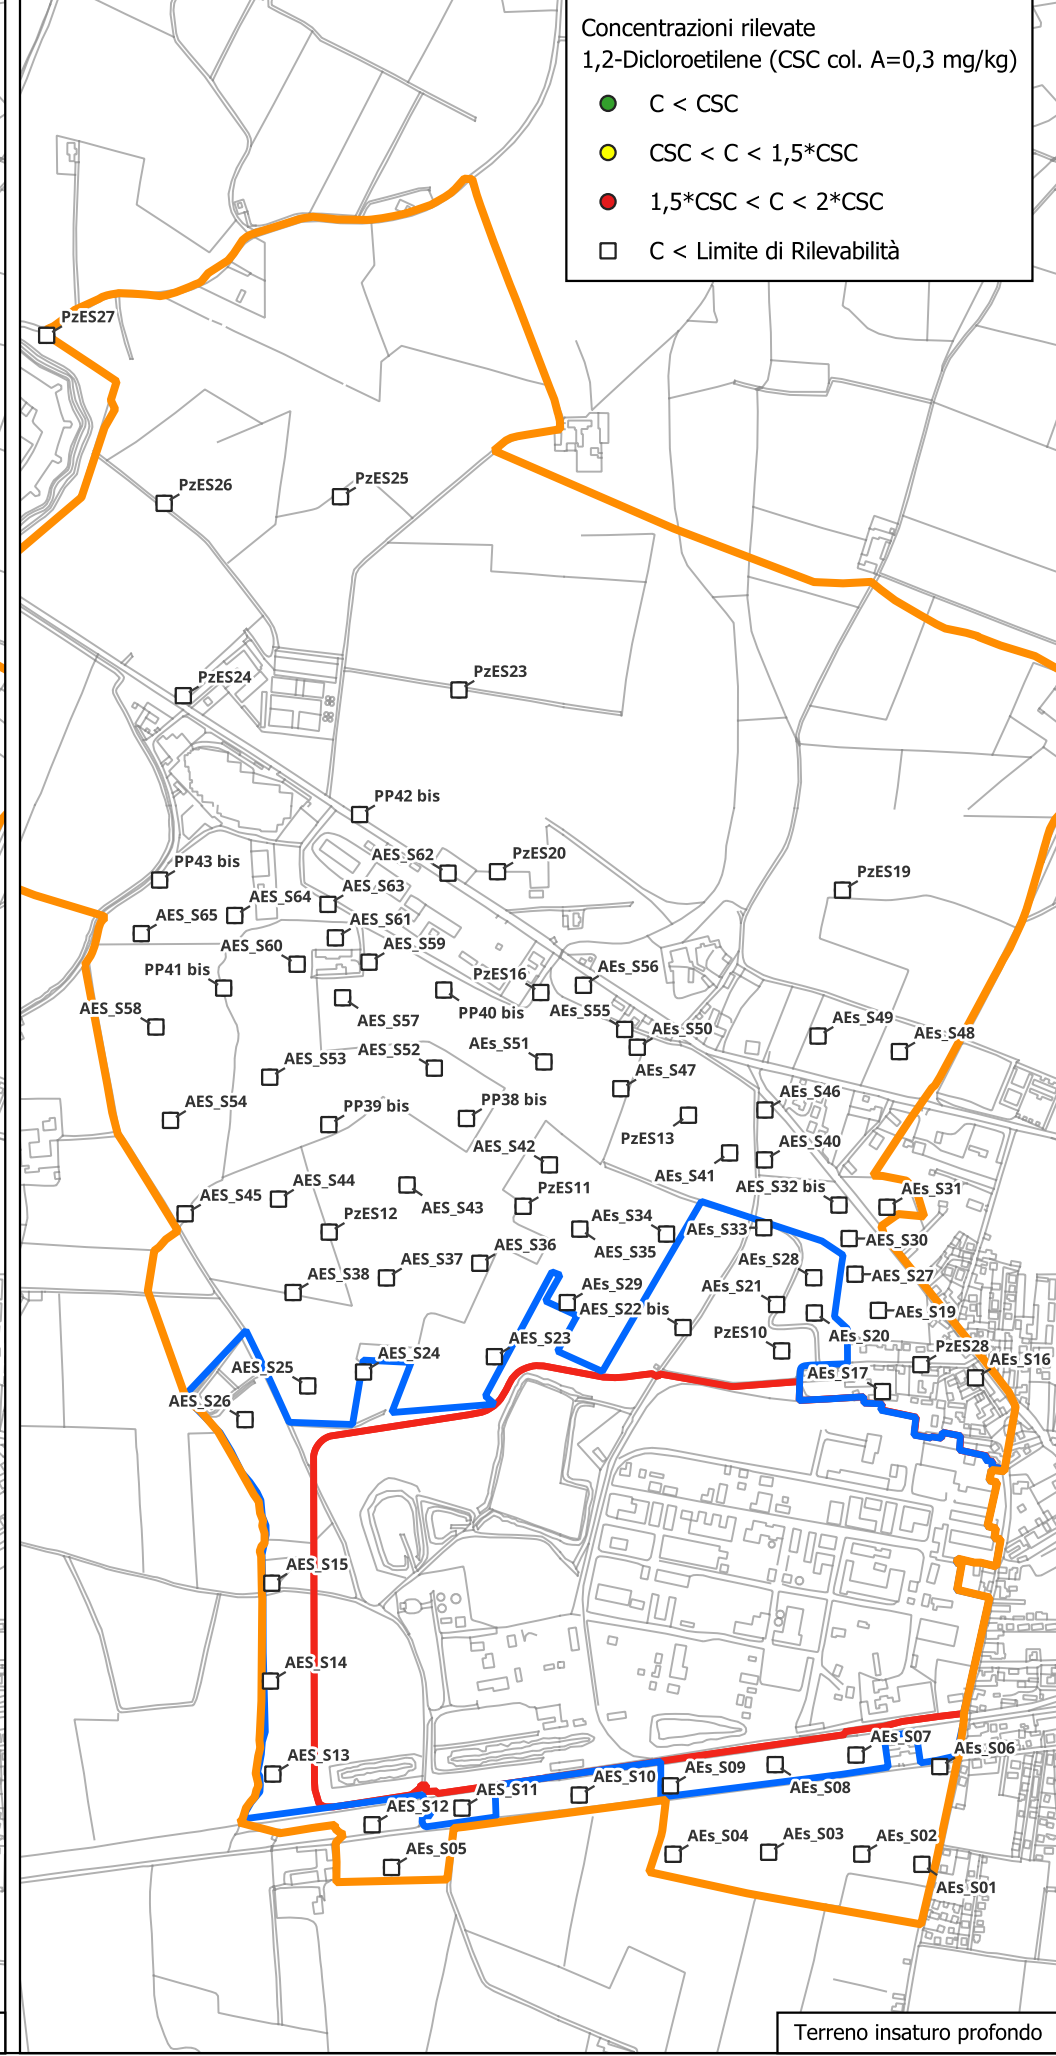 Concentrazioni rilevate
1,2-Dicloroetilene (CSC col. A=0,3 mg/kg)
C < CSC
CSC < C < 1,5*CSC
1,5*CSC < C < 2*CSC
C < Limite di Rilevabilità
PzES27
PzES26
PzES25
PzES24
PzES23
PP42 bis
AES_S62
PzES20
PP43 bis
PzES19
AES_S63
AES_S64
AES_S65
AES_S61
AES_S60
AES_S59
PP41 bis
PzES16
AEs_S56
AES_S58
AES_S57
PP40 bis
AEs_S55
AEs_S50
AEs_S49
AEs_S48
AES_S53
AES_S52
AEs_S51
AEs_S47
AES_S54
PP39 bis
PP38 bis
AEs_S46
PzES13
AES_S42
AEs_S41
AEs_S40
AES_S45
AES_S44
AES_S43
PzES11
AES_S32 bis
AEs_S31
PzES12
AEs_S34
AEs_S33
AEs_S30
AES_S35
AES_S38
AES_S37
AES_S36
AEs_S28
AEs_S27
AEs_S29
AES_S22 bis
AEs_S21
AEs_S19
AEs_S20
AES_S23
PzES10
AES_S25
AES_S24
PzES28
AEs_S16
AES_S26
AEs_S17
AES_S15
AES_S14
AES_S13
AEs_S07
AEs_S06
AEs_S09
AEs_S08
AES_S12
AES_S11
AEs_S10
AEs_S05
AEs_S04
AEs_S03
AEs_S02
AEs_S01
Terreno insaturo profondo